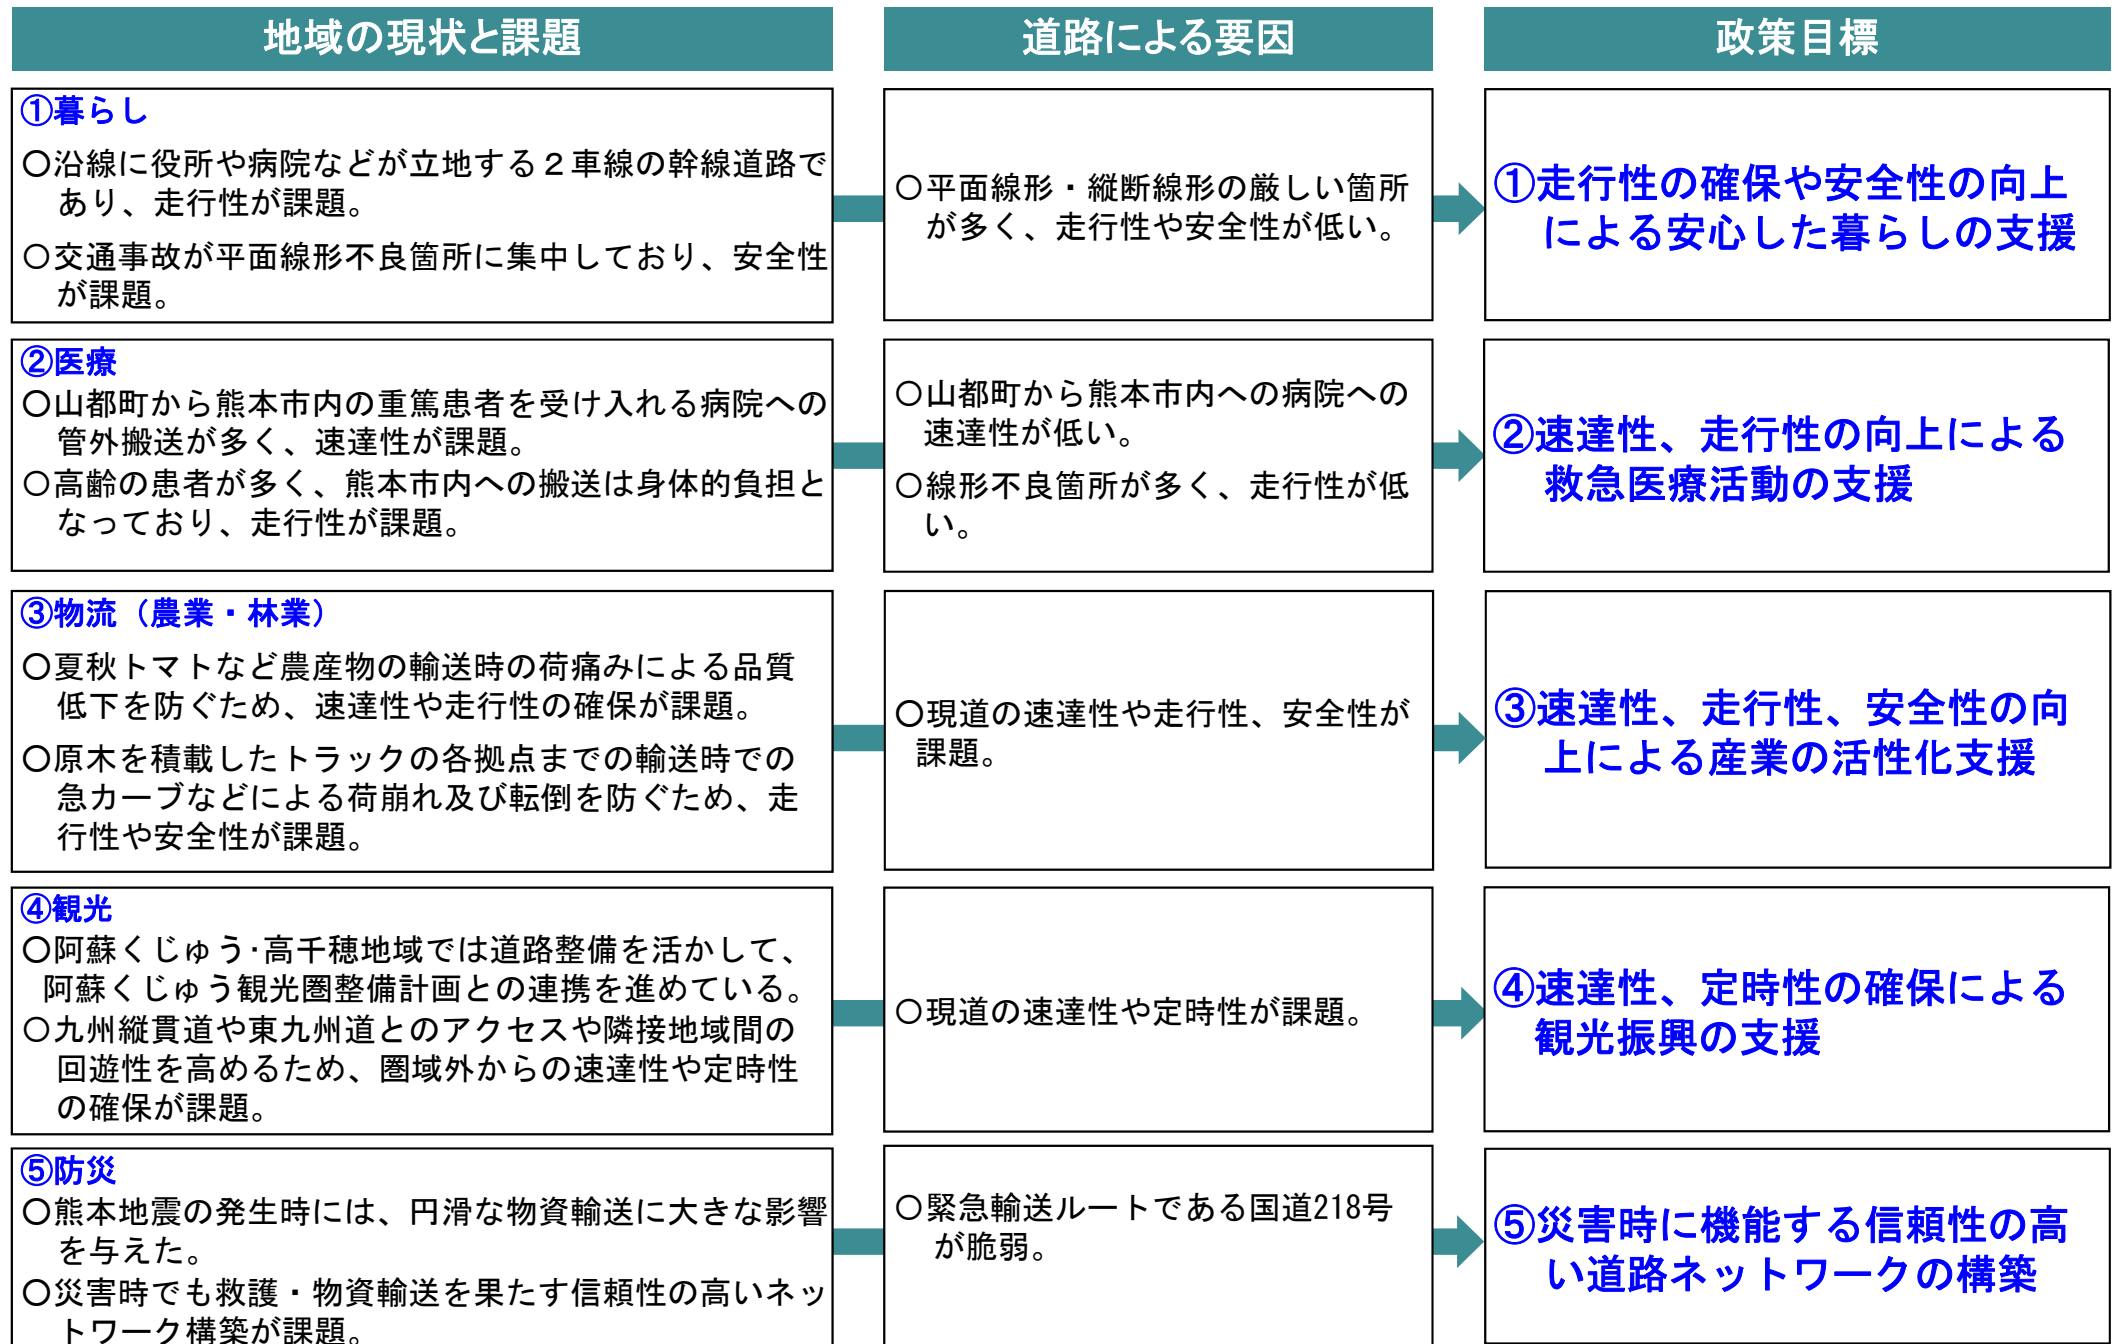 地域の現状と課題
道路による要因
政策目標
①暮らし
○沿線に役所や病院などが立地する２車線の幹線道路で
あり、走行性が課題。
○交通事故が平面線形不良箇所に集中しており、安全性
が課題。
○平面線形・縦断線形の厳しい箇所
が多く、走行性や安全性が低い。
①走行性の確保や安全性の向上
による安心した暮らしの支援
②医療
○山都町から熊本市内の重篤患者を受け入れる病院への
管外搬送が多く、速達性が課題。
○高齢の患者が多く、熊本市内への搬送は身体的負担と
なっており、走行性が課題。
○山都町から熊本市内への病院への
速達性が低い。
○線形不良箇所が多く、走行性が低
い。
②速達性、走行性の向上による
救急医療活動の支援
③物流（農業・林業）
○夏秋トマトなど農産物の輸送時の荷痛みによる品質
低下を防ぐため、速達性や走行性の確保が課題。
○原木を積載したトラックの各拠点までの輸送時での
急カーブなどによる荷崩れ及び転倒を防ぐため、走
行性や安全性が課題。
○現道の速達性や走行性、安全性が
課題。
③速達性、走行性、安全性の向
上による産業の活性化支援
④観光
○阿蘇くじゅう･高千穂地域では道路整備を活かして、
阿蘇くじゅう観光圏整備計画との連携を進めている。
○九州縦貫道や東九州道とのアクセスや隣接地域間の
回遊性を高めるため、圏域外からの速達性や定時性
の確保が課題。
○現道の速達性や定時性が課題。
④速達性、定時性の確保による
観光振興の支援
⑤防災
○熊本地震の発生時には、円滑な物資輸送に大きな影響
を与えた。
○災害時でも救護・物資輸送を果たす信頼性の高いネッ
トワーク構築が課題。
○緊急輸送ルートである国道218号
が脆弱。
⑤災害時に機能する信頼性の高
い道路ネットワークの構築